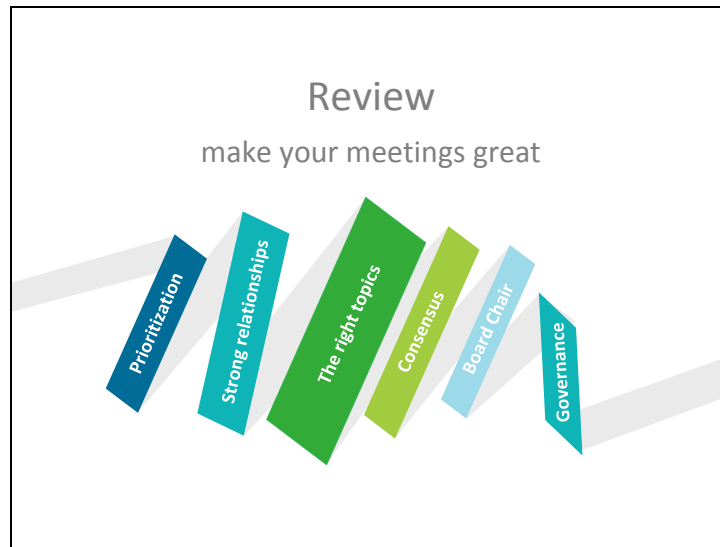 Review
make your meetings great
Prioritization
Strong relationships
The right topics
Consensus
Board Chair
Governance